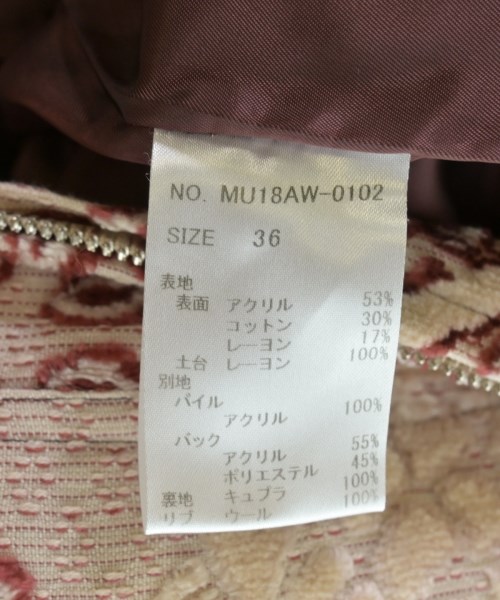 NO. MU18AW-0102
SIZE 36
表地
表面 アクリル 53%
コットン 30%
レーヨン 17%
土台 レーヨン 100%
別地
パイル
アクリル 100%
バック
アクリル 55%
ポリエステル 45%
裏地 キュプラ 100%
リブ ウール 100%